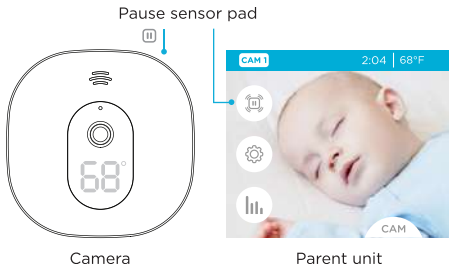 Pause sensor pad
CAM 1 2:04 68°F
68°
CAM
Camera Parent unit